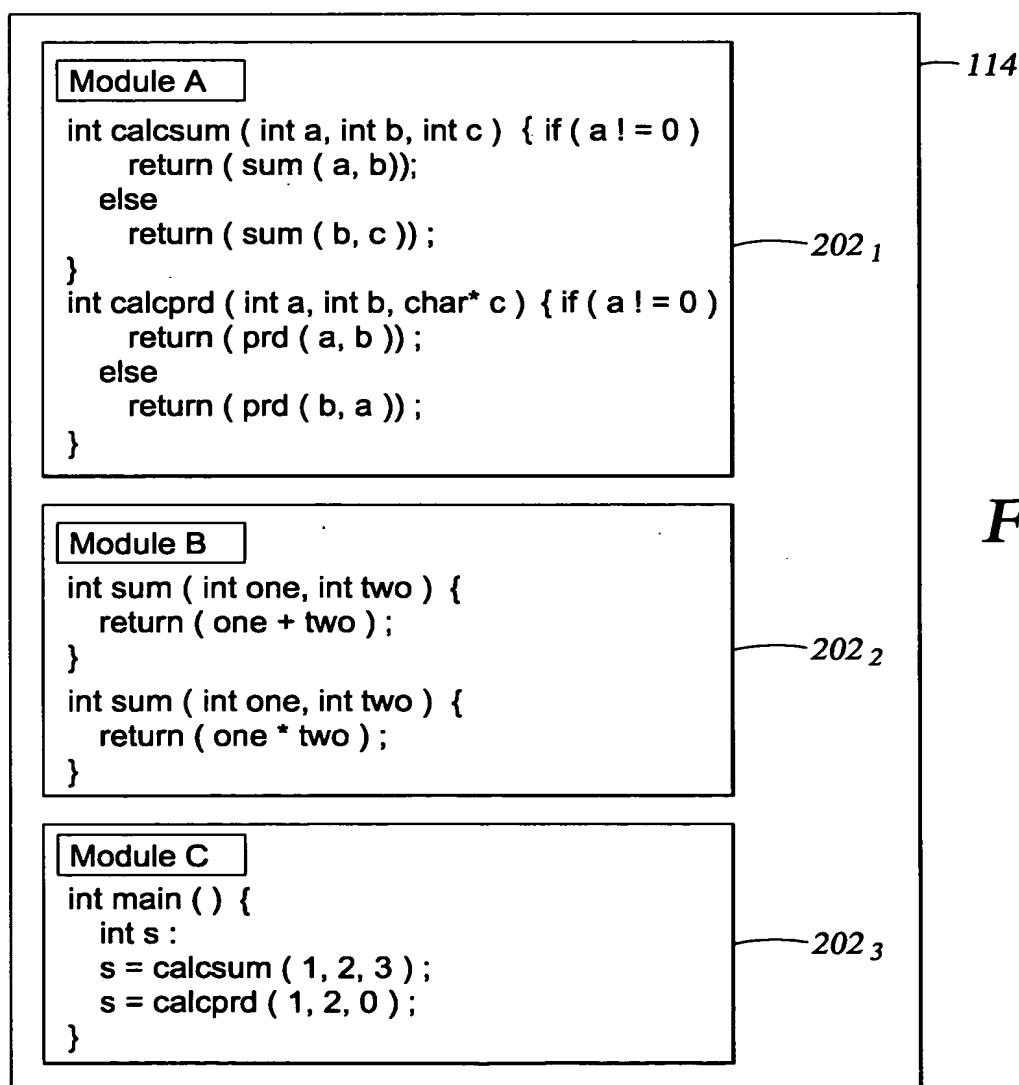 114
Module A
int calcsum ( int a, int b, int c ) { if ( a ! = 0 )
return ( sum ( a, b));
else
return ( sum ( b, c )) ;
}
202 1
int calcprd ( int a, int b, char* c ) { if ( a ! = 0 )
return ( prd ( a, b )) ;
else
return ( prd ( b, a )) ;
}
F
Module B
int sum ( int one, int two ) {
return ( one + two ) ;
}
202 2
int sum ( int one, int two ) {
return ( one * two ) ;
}
Module C
int main ( ) {
int s :
202 3
s = calcsum ( 1, 2, 3 ) ;
s = calcprd ( 1, 2, 0 ) ;
}